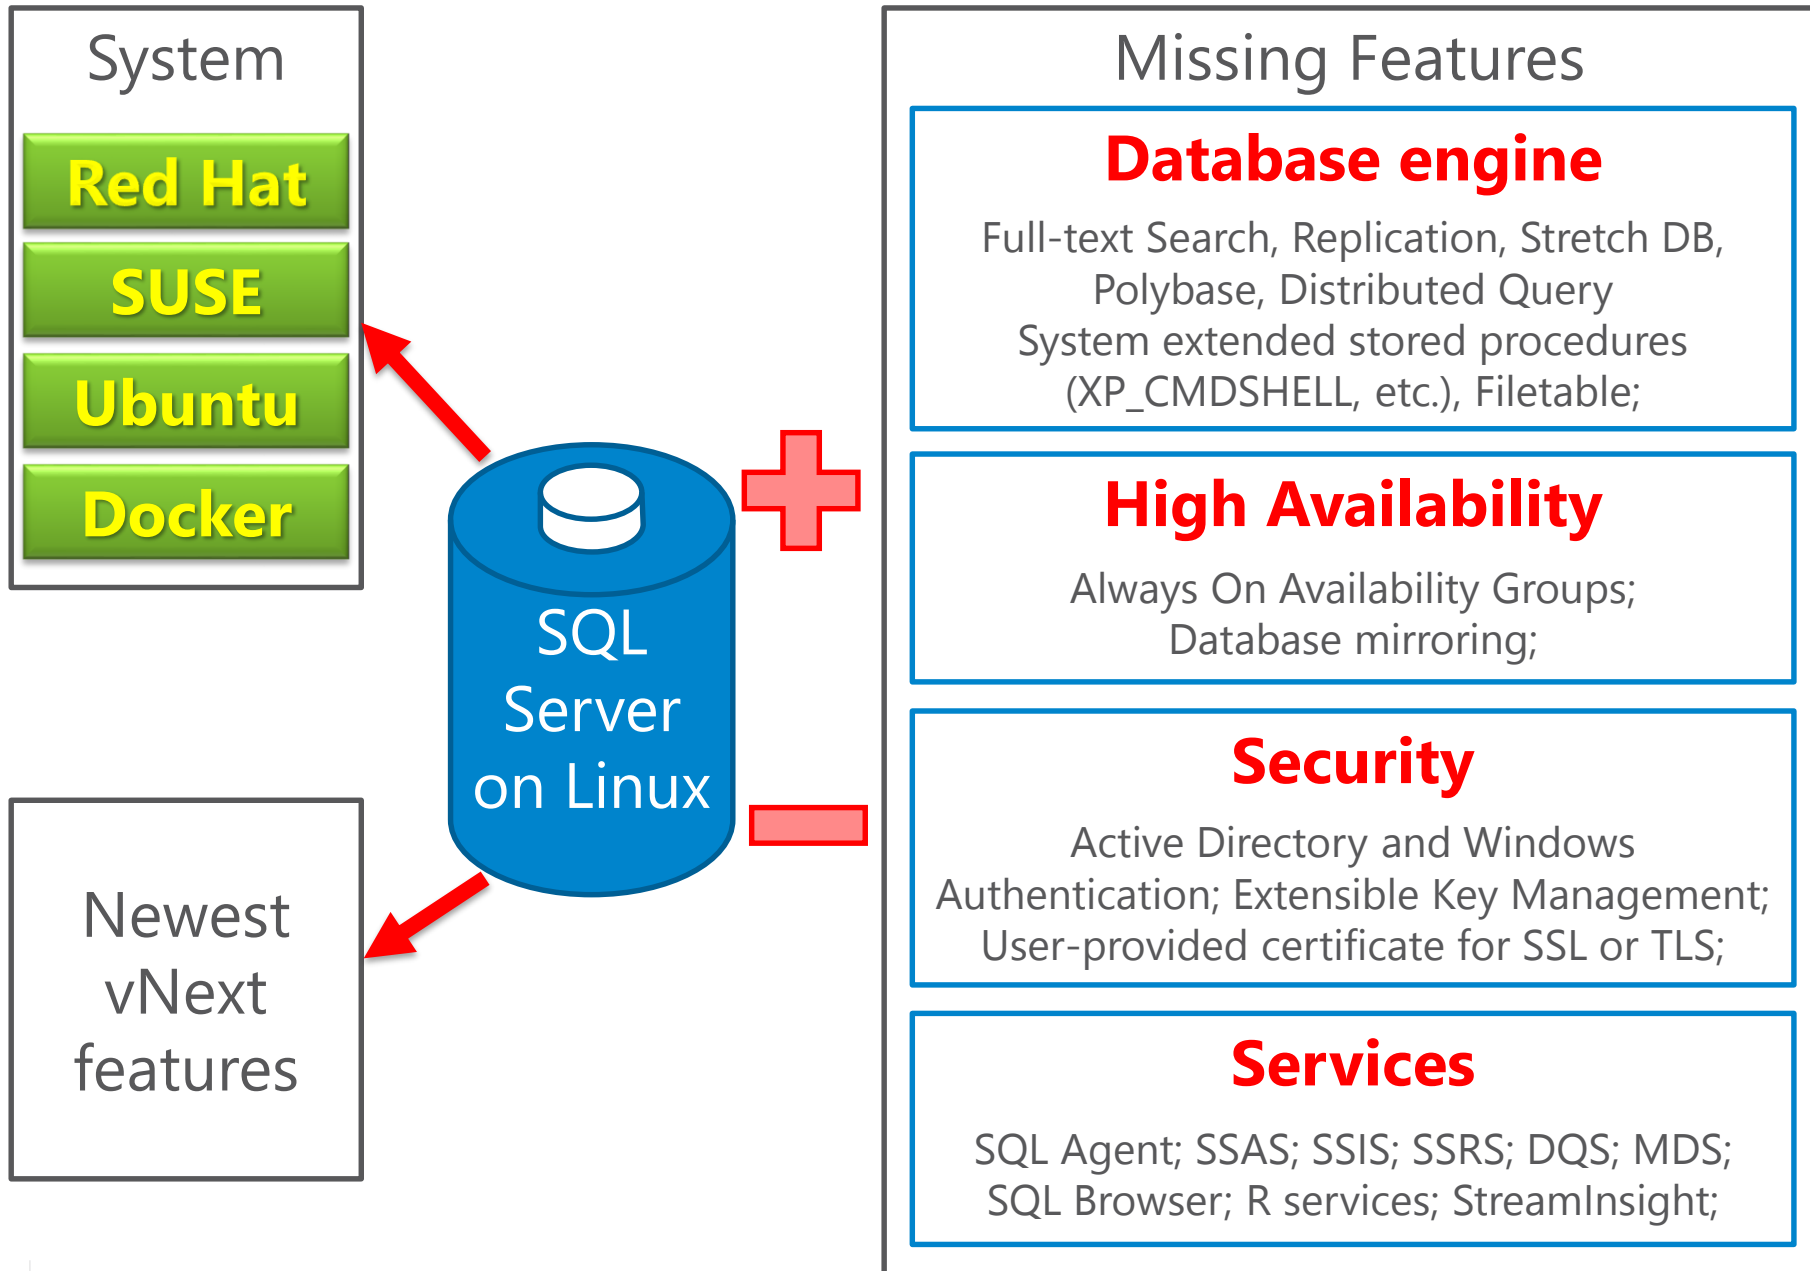 System
Red Hat
SUSE
Ubuntu
Docker
SQL
Server
on Linux
Newest
vNext
features
Missing Features
Database engine
Full-text Search, Replication, Stretch DB,
Polybase, Distributed Query
System extended stored procedures
(XP_CMDSHELL, etc.), Filetable;
High Availability
Always On Availability Groups;
Database mirroring;
Security
Active Directory and Windows
Authentication; Extensible Key Management;
User-provided certificate for SSL or TLS;
Services
SQL Agent; SSAS; SSIS; SSRS; DQS; MDS;
SQL Browser; R services; StreamInsight;